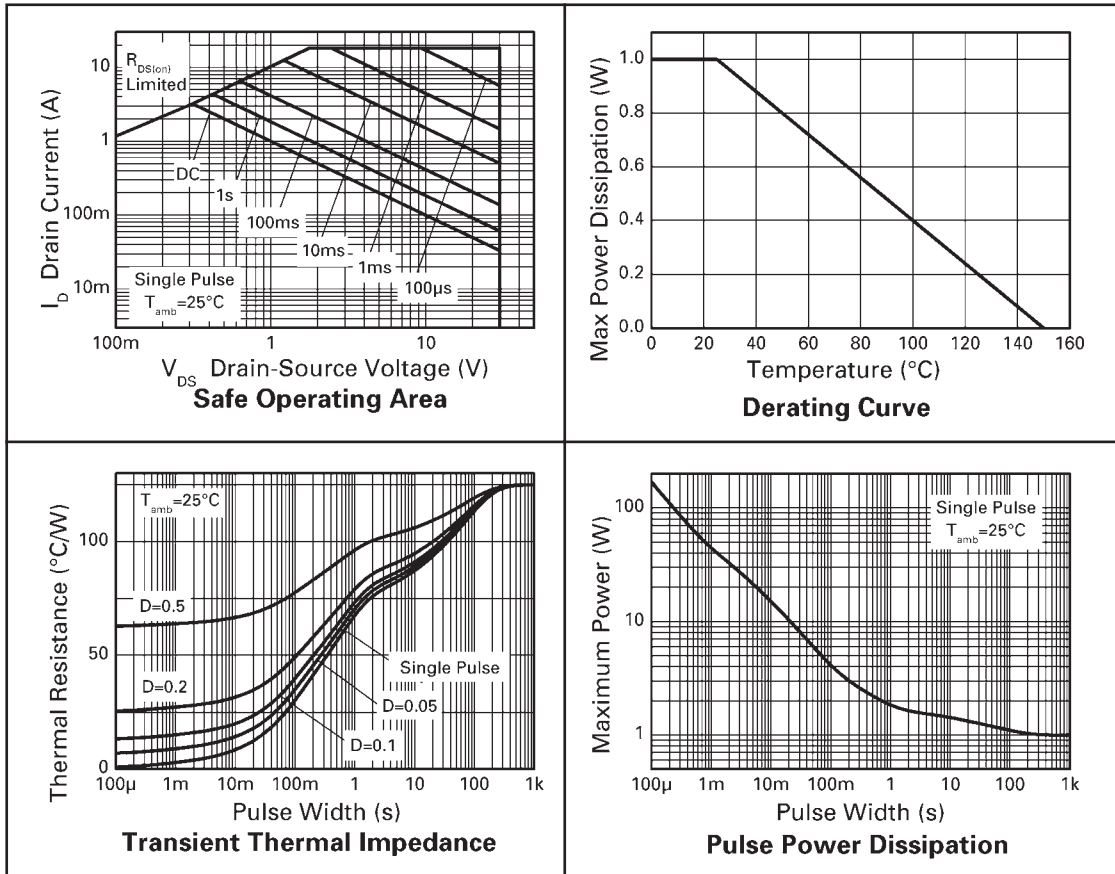 R_DS(on)
Limited
10
1
100m
10m
I_D Drain Current (A)
DC
1s
100ms
10ms
1ms
100µs
Single Pulse
T_amb=25°C
100m 1 10
V_DS Drain-Source Voltage (V)
Safe Operating Area
Max Power Dissipation (W)
1.0
0.8
0.6
0.4
0.2
0.0
0 20 40 60 80 100 120 140 160
Temperature (°C)
Derating Curve
Thermal Resistance (°C/W)
T_amb=25°C
100
50
0
D=0.5
D=0.2
Single Pulse
D=0.05
D=0.1
100µ 1m 10m 100m 1 10 100 1k
Pulse Width (s)
Transient Thermal Impedance
Maximum Power (W)
100
10
1
Single Pulse
T_amb=25°C
100µ 1m 10m 100m 1 10 100 1k
Pulse Width (s)
Pulse Power Dissipation